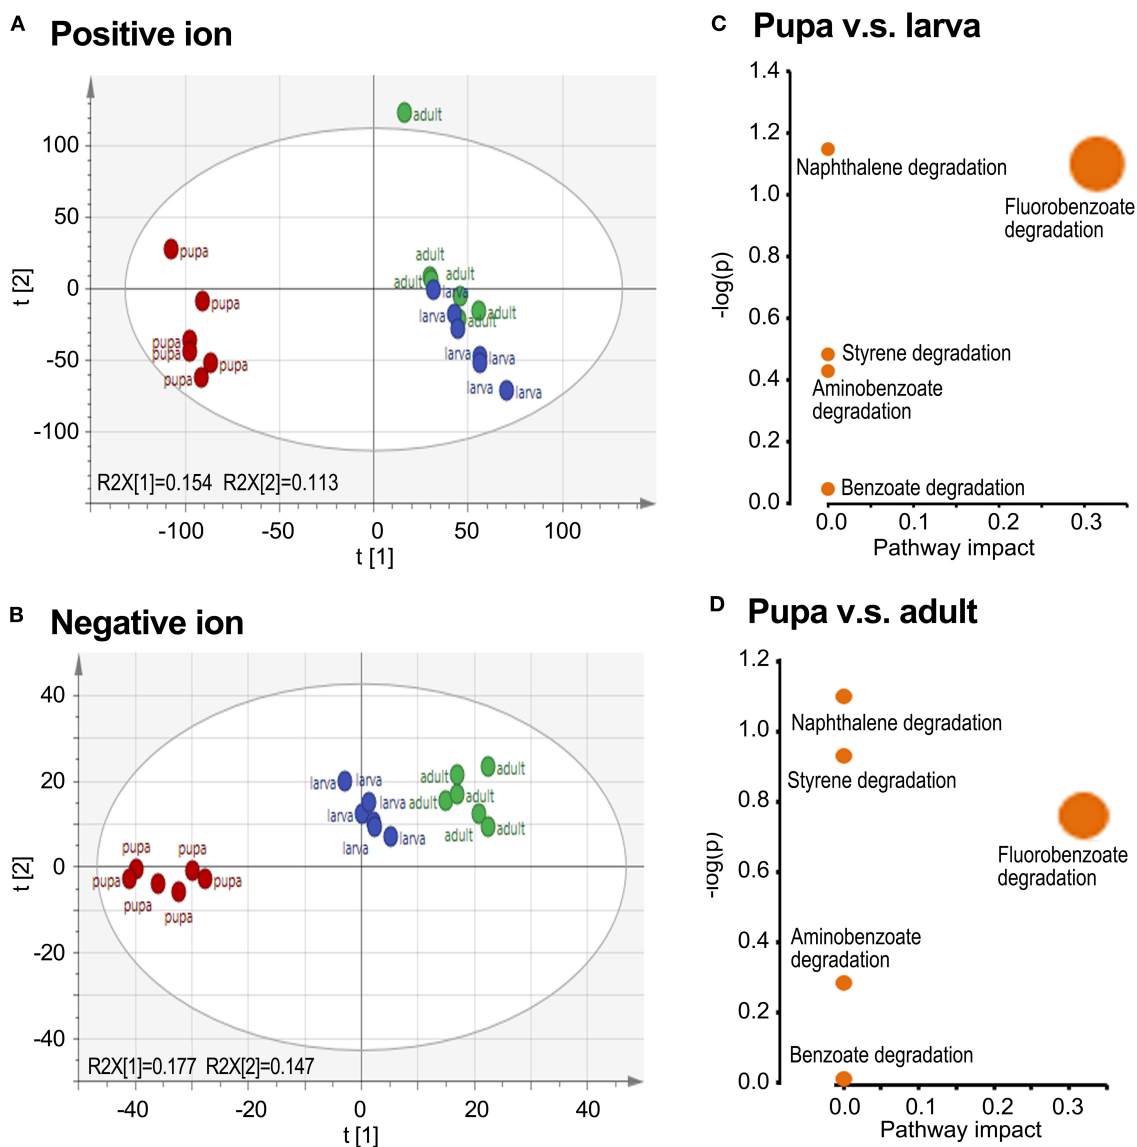 A Positive ion
adult
100
50
t [2]
0
-50
-100
pupa
pupa
pupa
pupa
pupa
pupa
adult
adult
adult
larva
adult
larva
adult
larva
larva
larva
larva
R2X[1]=0.154 R2X[2]=0.113
-100 -50 0 50 100
t [1]
B Negative ion
40
20
t [2]
0
-20
-40
larva
larva
larva
larva
larva
larva
adult
adult
adult
adult
adult
adult
pupa
pupa
pupa
pupa
pupa
pupa
R2X[1]=0.177 R2X[2]=0.147
-40 -20 0 20 40
t [1]
C Pupa v.s. larva
1.4
1.2
1.0
0.8
0.6
0.4
0.2
0.0
-log(p)
Naphthalene degradation
Fluorobenzoate
degradation
Styrene degradation
Aminobenzoate
degradation
Benzoate degradation
0.0 0.1 0.2 0.3
Pathway impact
D Pupa v.s. adult
1.2
1.0
0.8
0.6
0.4
0.2
0.0
-log(p)
Naphthalene degradation
Styrene degradation
Fluorobenzoate
degradation
Aminobenzoate
degradation
Benzoate degradation
0.0 0.1 0.2 0.3
Pathway impact